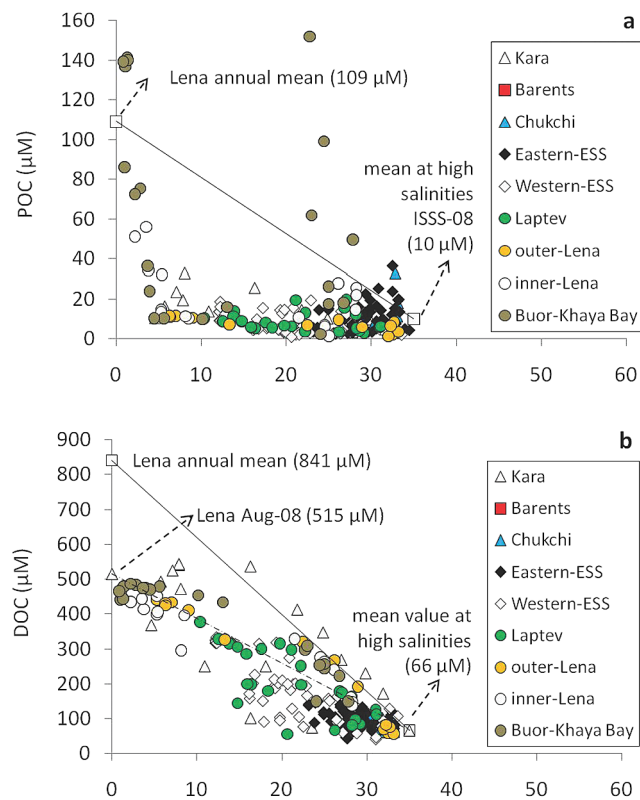 a
160
140
120
100
80
60
40
20
0
POC (µM)
0 10 20 30 40 50 60
Lena annual mean (109 µM)
mean at high
salinities
ISSS-08
(10 µM)
Kara
Barents
Chukchi
Eastern-ESS
Western-ESS
Laptev
outer-Lena
inner-Lena
Buor-Khaya Bay
b
900
800
700
600
500
400
300
200
100
0
DOC (µM)
0 10 20 30 40 50 60
Lena annual mean (841 µM)
Lena Aug-08 (515 µM)
mean value at
high salinities
(66 µM)
Kara
Barents
Chukchi
Eastern-ESS
Western-ESS
Laptev
outer-Lena
inner-Lena
Buor-Khaya Bay